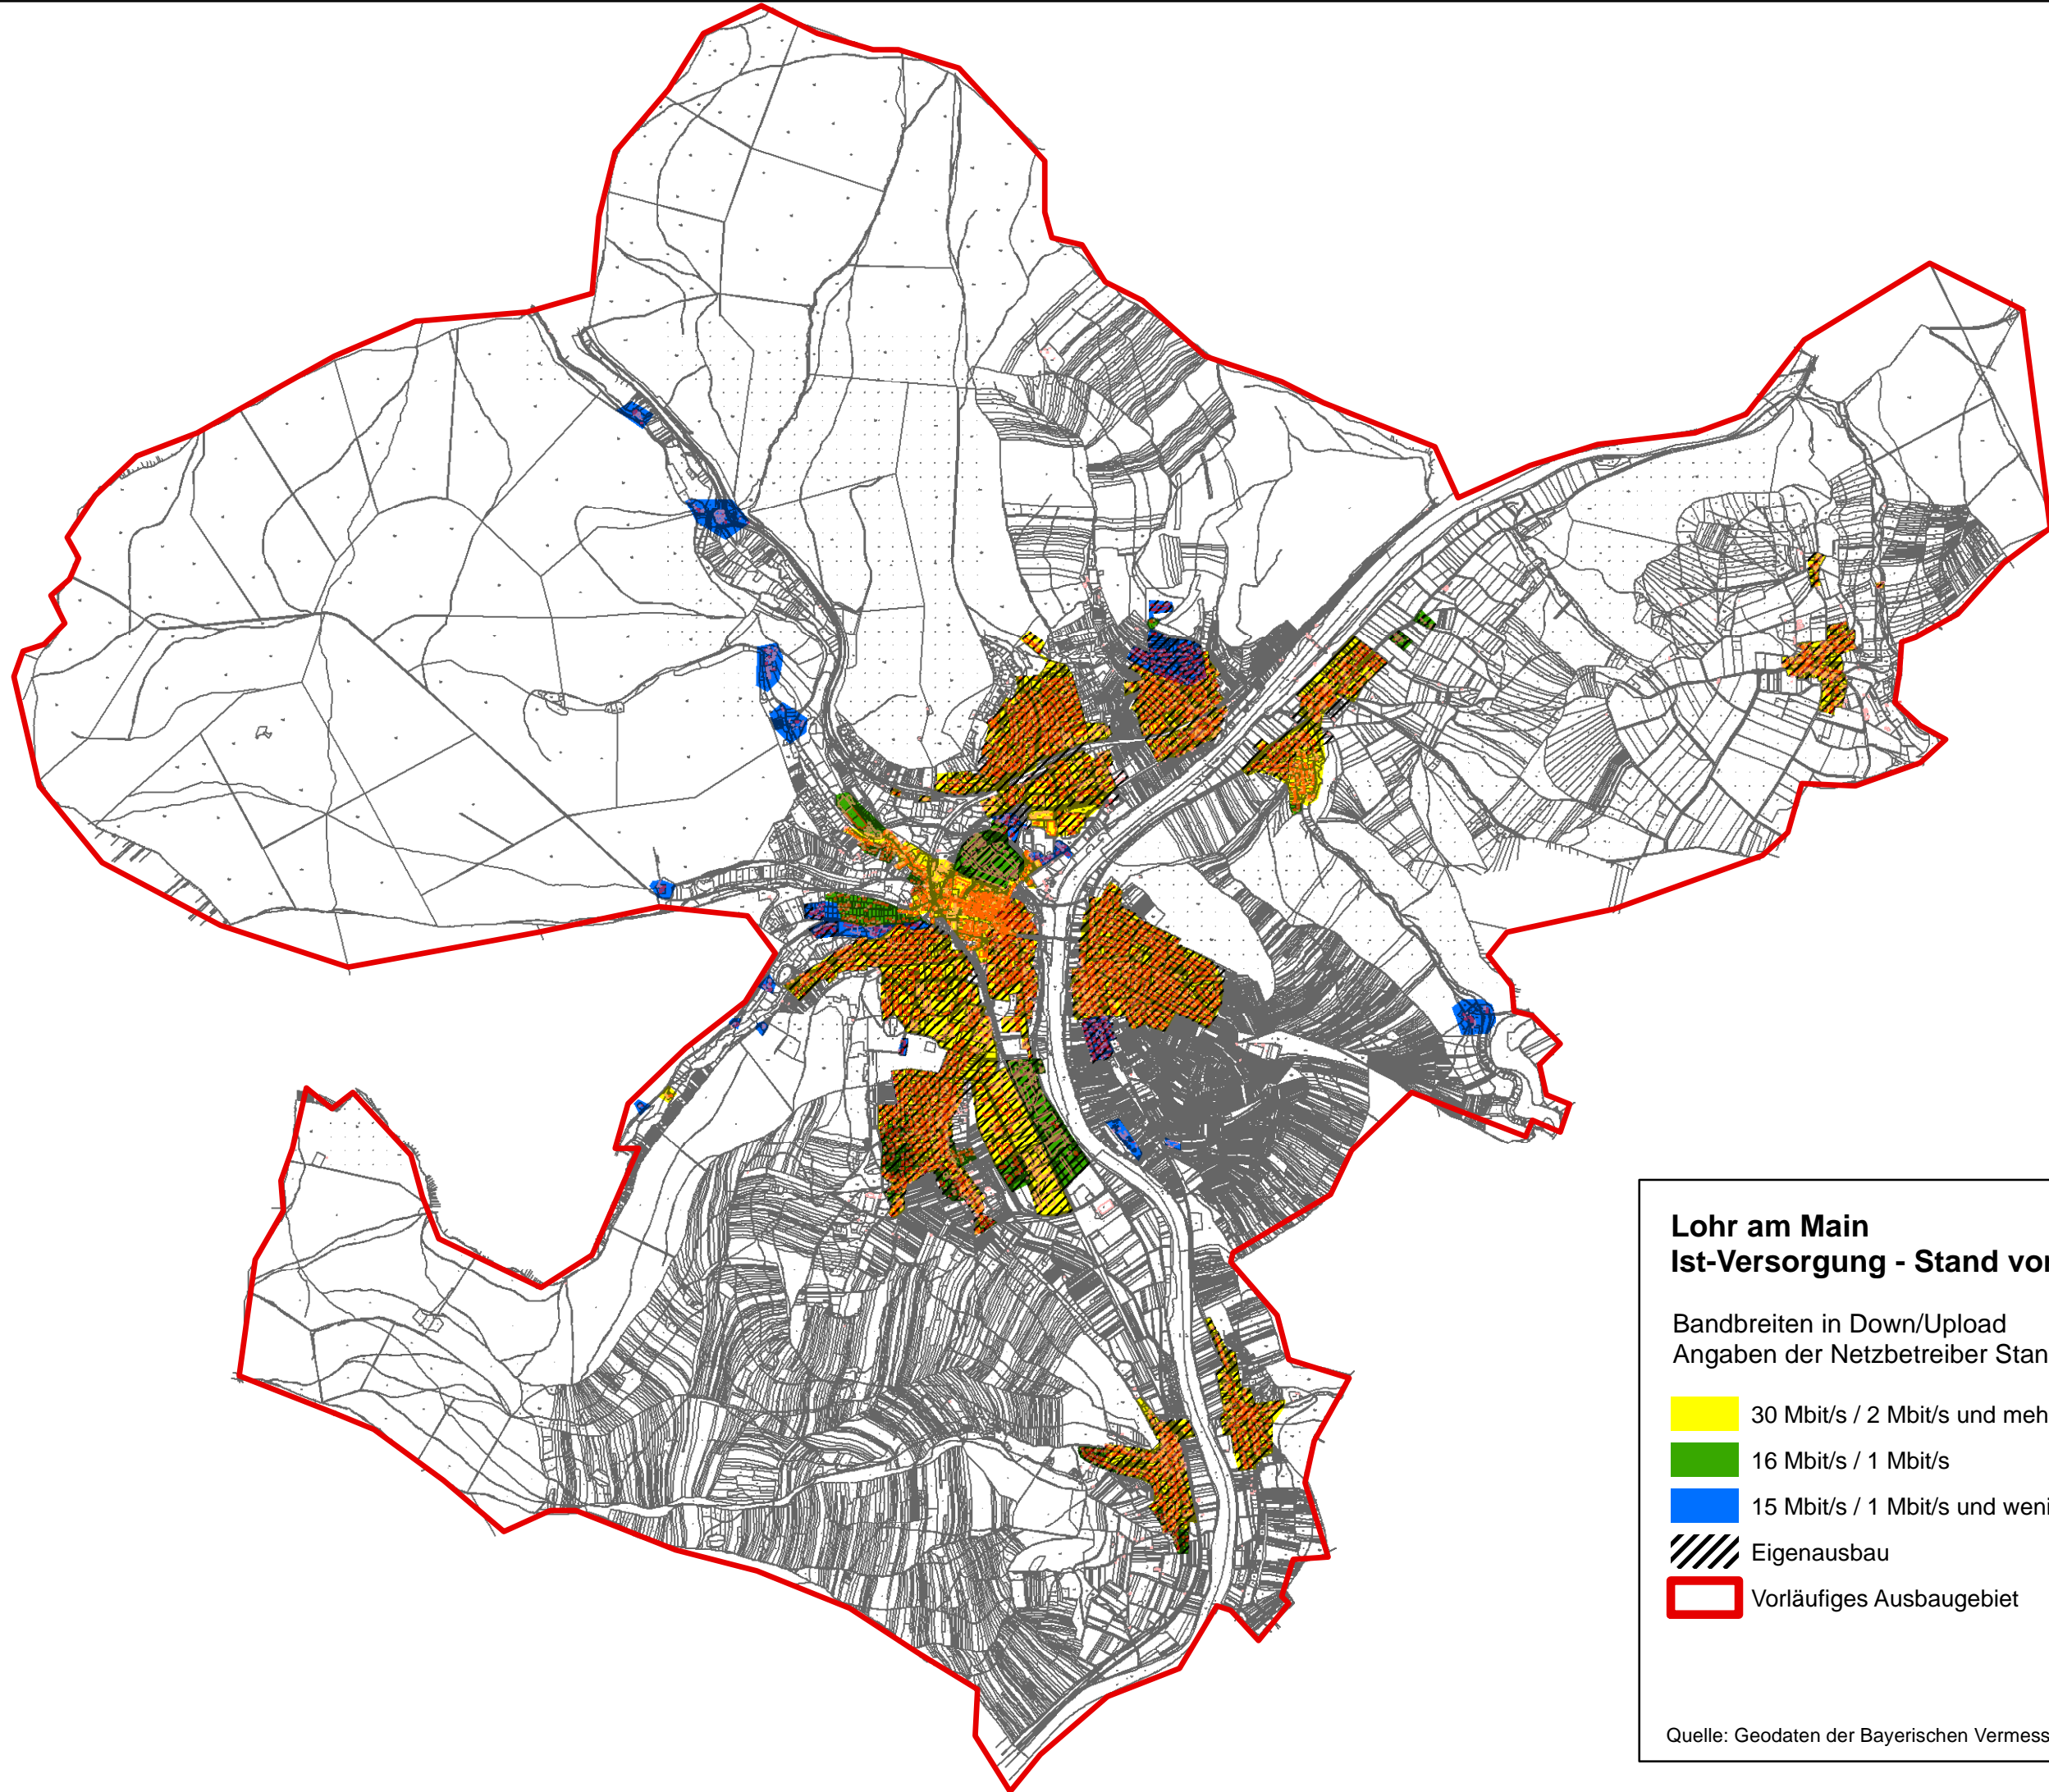 Lohr am Main
Ist-Versorgung - Stand vor
Bandbreiten in Down/Upload
Angaben der Netzbetreiber Stan
30 Mbit/s / 2 Mbit/s und meh
16 Mbit/s / 1 Mbit/s
15 Mbit/s / 1 Mbit/s und weni
Eigenausbau
Vorläufiges Ausbaugebiet
Quelle: Geodaten der Bayerischen Vermess